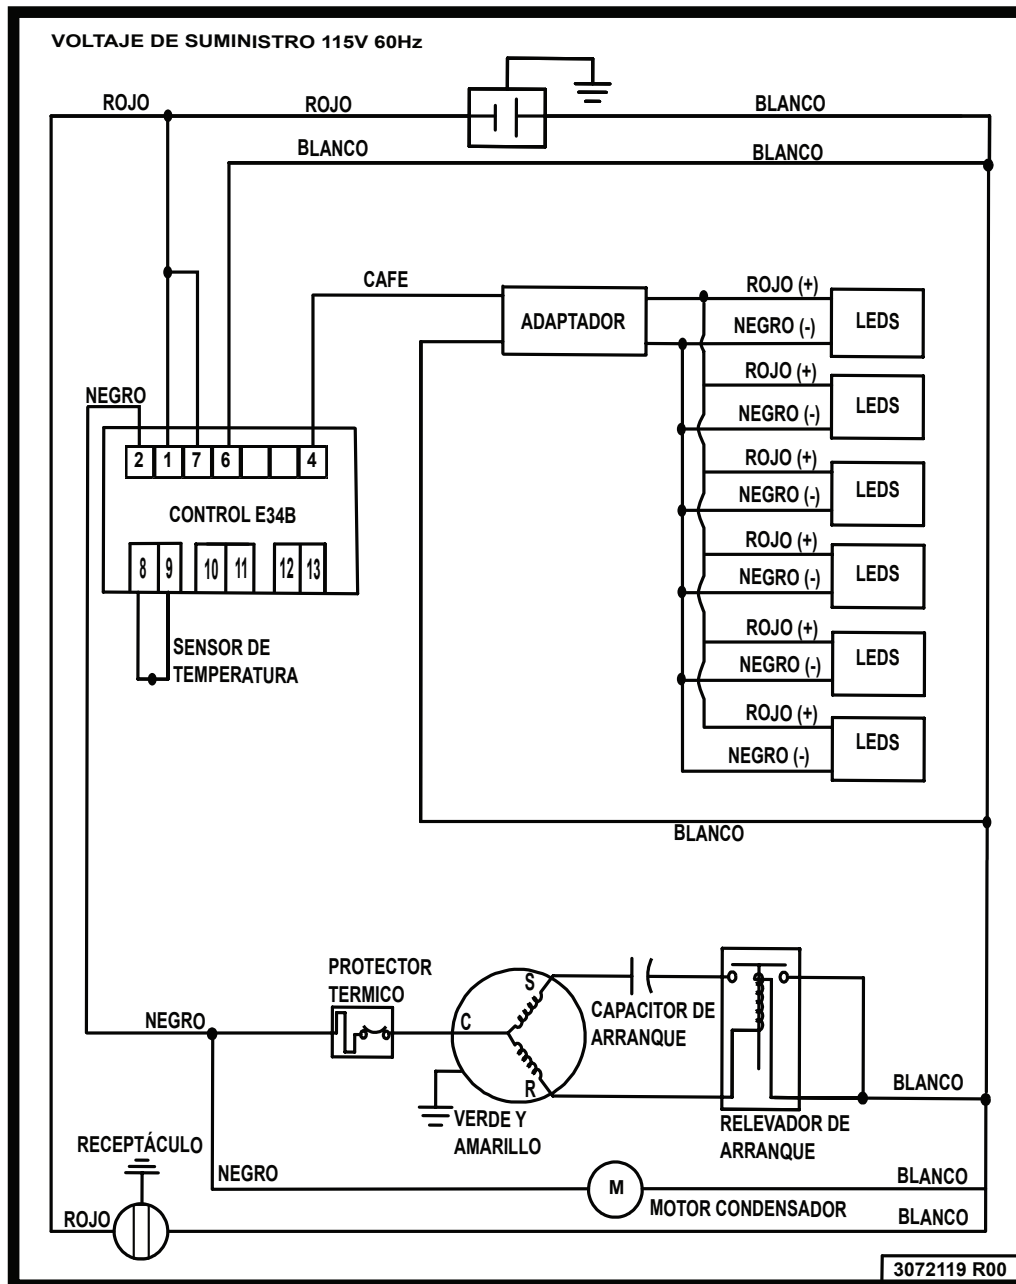 VOLTAJE DE SUMINISTRO 115V 60Hz
ROJO
ROJO
BLANCO
BLANCO
BLANCO
CAFE
ADAPTADOR
ROJO (+)
NEGRO (-)
LEDS
ROJO (+)
NEGRO (-)
LEDS
ROJO (+)
NEGRO (-)
LEDS
ROJO (+)
NEGRO (-)
LEDS
ROJO (+)
NEGRO (-)
LEDS
ROJO (+)
NEGRO (-)
LEDS
NEGRO
2 1 7 6 4
CONTROL E34B
8 9 10 11 12 13
SENSOR DE
TEMPERATURA
BLANCO
PROTECTOR
TERMICO
NEGRO
C
S
R
CAPACITOR DE
ARRANQUE
VERDE Y
AMARILLO
RELEVADOR DE
ARRANQUE
BLANCO
RECEPTÁCULO
NEGRO
M
MOTOR CONDENSADOR
BLANCO
ROJO
BLANCO
3072119 R00